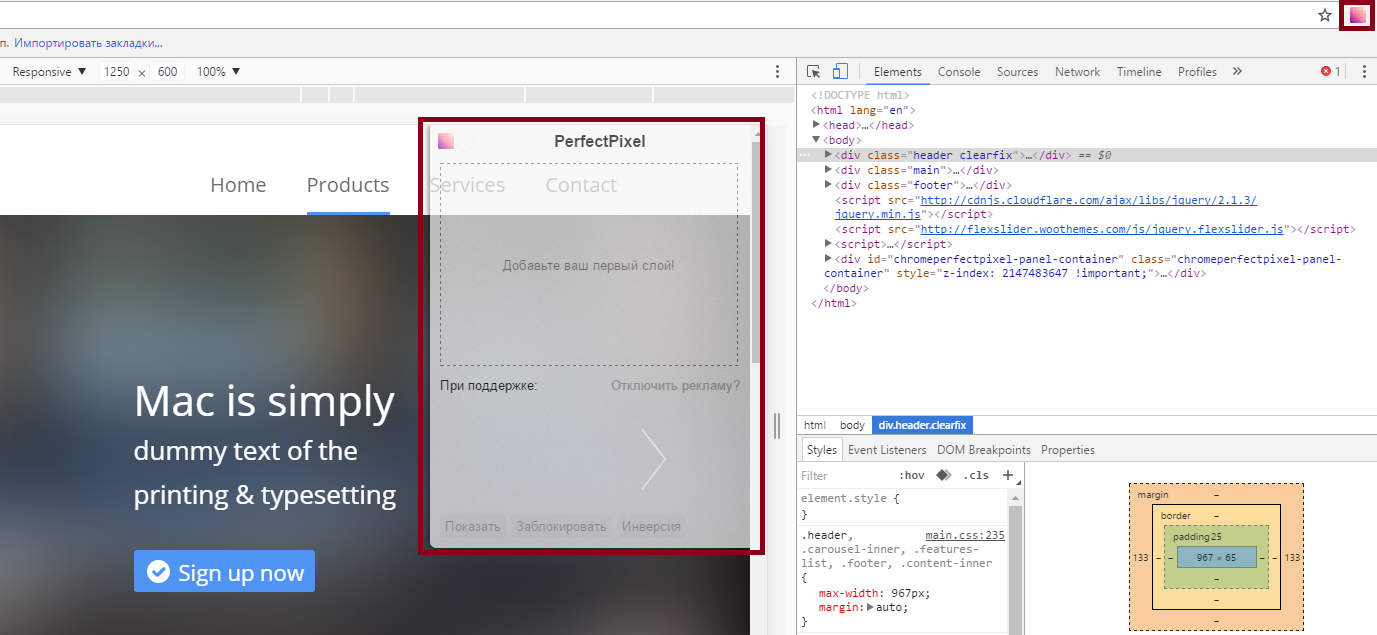 п. Импортировать закладки...
Responsive ▼ 1250 × 600 100% ▼
Elements Console Sources Network Timeline Profiles » 1
PerfectPixel
Home Products Services Contact
Добавьте ваш первый слой!
При поддержке: Отключить рекламу?
Показать Заблокировать Инверсия
Mac is simply
dummy text of the
printing & typesetting
Sign up now
<!DOCTYPE html>
<html lang="en">
▶<head>…</head>
▼<body>
… ▶<div class="header clearfix">…</div> == $0
▶<div class="main">…</div>
▶<div class="footer">…</div>
<script src="http://cdnjs.cloudflare.com/ajax/libs/jquery/2.1.3/
jquery.min.js"></script>
<script src="http://flexslider.woothemes.com/js/jquery.flexslider.js"></script>
▶<script>…</script>
▶<div id="chromeperfectpixel-panel-container" class="chromeperfectpixel-panel-
container" style="z-index: 2147483647 !important;">…</div>
</body>
</html>
html body div.header.clearfix
Styles Event Listeners DOM Breakpoints Properties
Filter :hov .cls +
element.style {
}
.header, main.css:235
.carousel-inner, .features-
list, .footer, .content-inner
{
max-width: 967px;
margin:▶auto;
}
margin –
border –
padding25
133 – – 967 × 65 – – 133
–
–
–